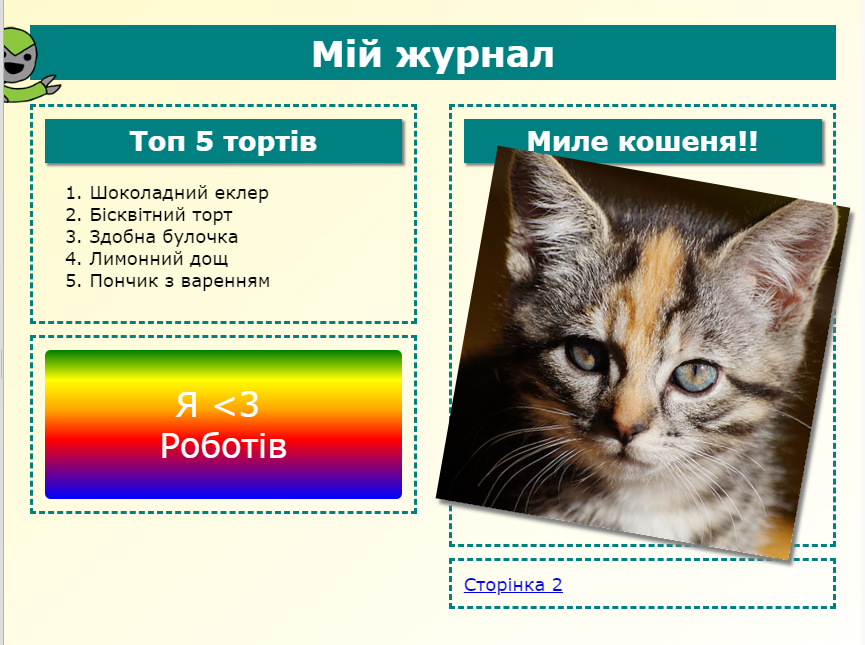 Мій журнал
Топ 5 тортів
1. Шоколадний еклер
2. Бісквітний торт
3. Здобна булочка
4. Лимонний дощ
5. Пончик з варенням
Я <3
Роботів
Миле кошеня!!
Сторінка 2